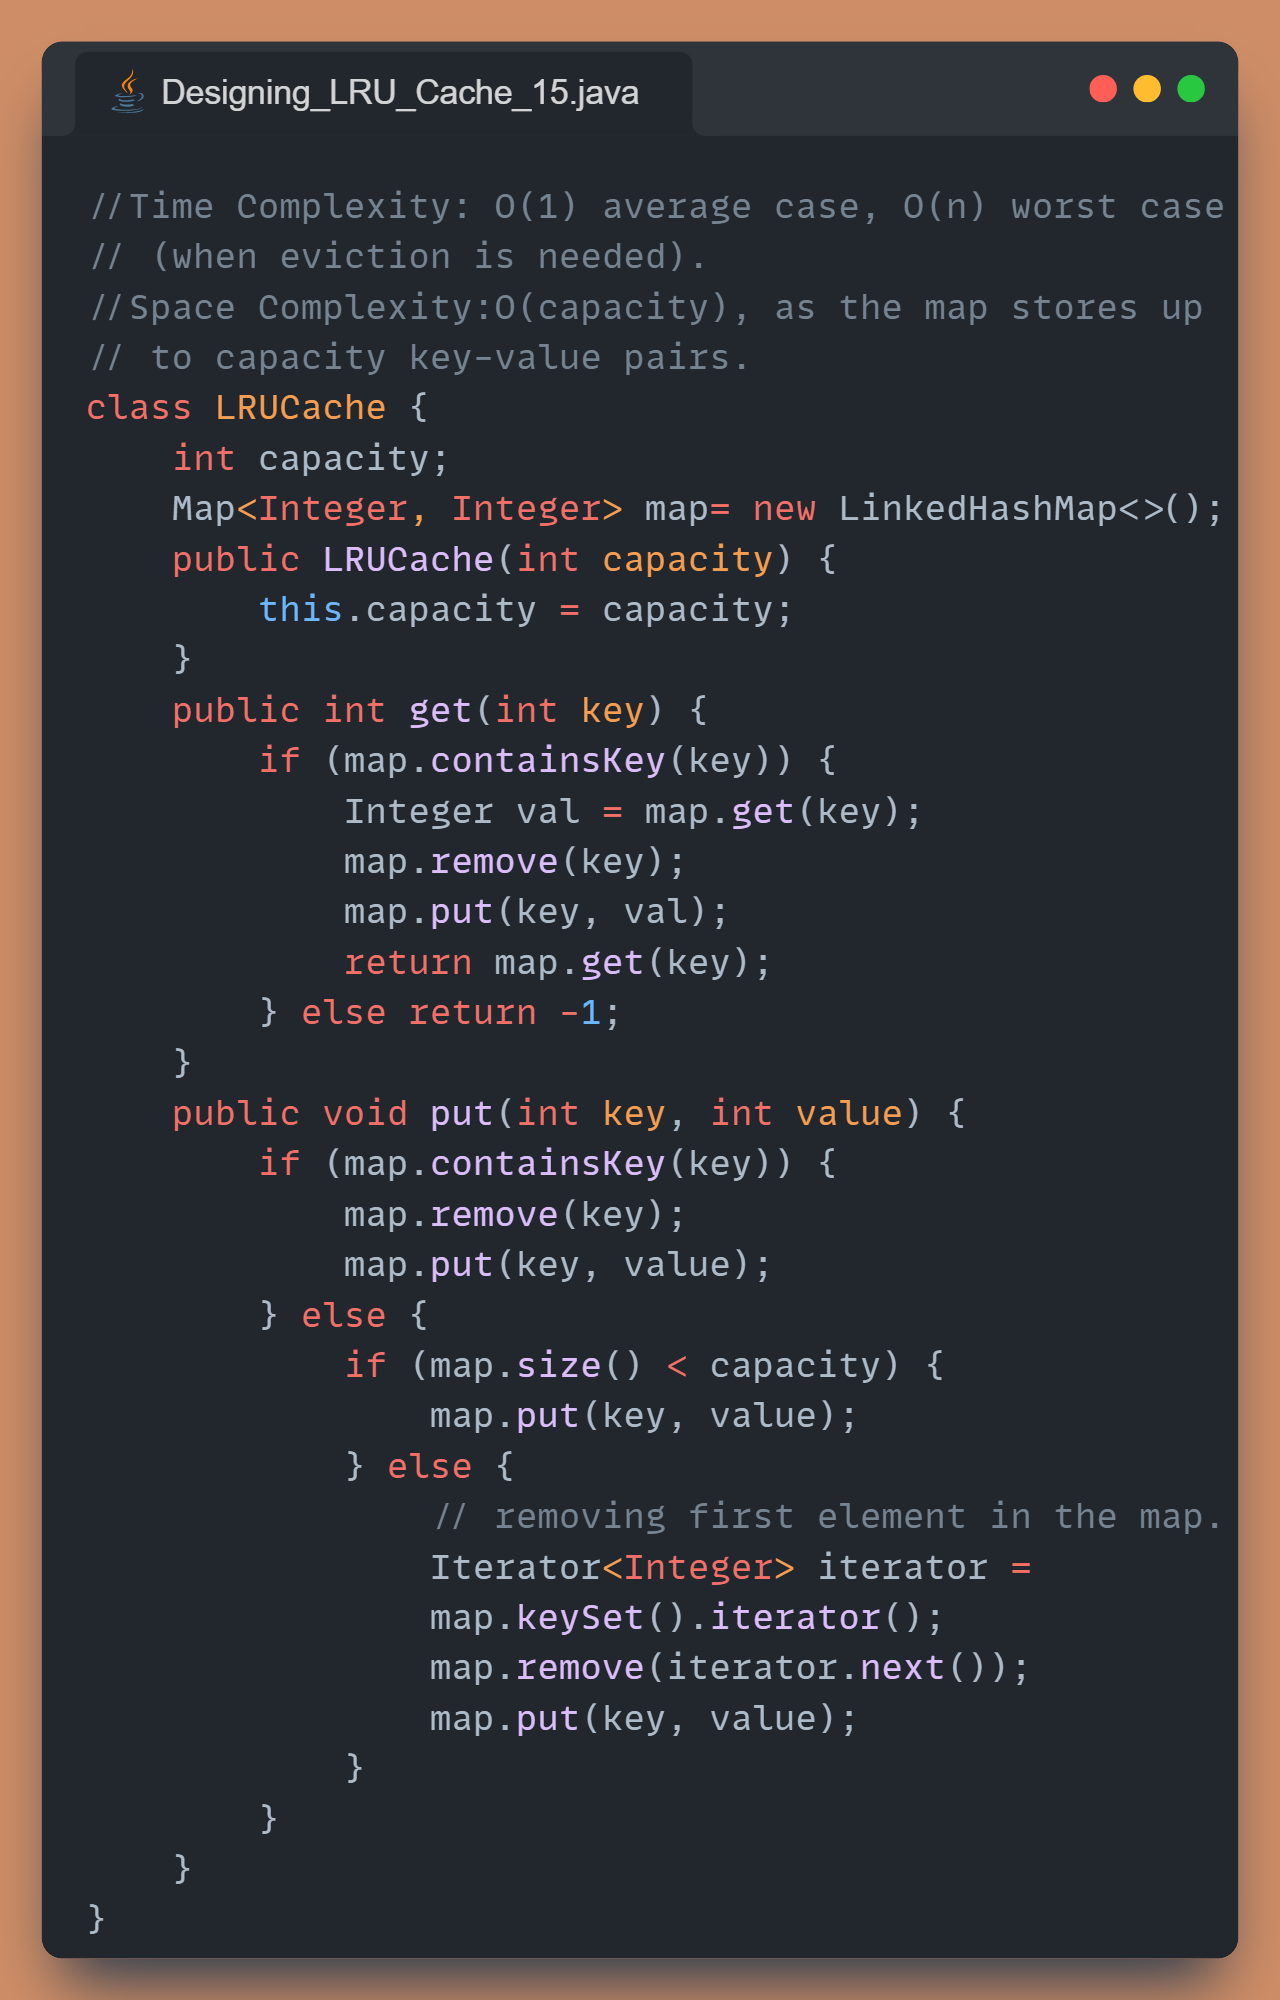 Designing_LRU_Cache_15.java
//Time Complexity: O(1) average case, O(n) worst case
// (when eviction is needed).
//Space Complexity:O(capacity), as the map stores up
// to capacity key-value pairs.
class LRUCache {
    int capacity;
    Map<Integer, Integer> map= new LinkedHashMap<>();
    public LRUCache(int capacity) {
        this.capacity = capacity;
    }
    public int get(int key) {
        if (map.containsKey(key)) {
            Integer val = map.get(key);
            map.remove(key);
            map.put(key, val);
            return map.get(key);
        } else return -1;
    }
    public void put(int key, int value) {
        if (map.containsKey(key)) {
            map.remove(key);
            map.put(key, value);
        } else {
            if (map.size() < capacity) {
                map.put(key, value);
            } else {
                // removing first element in the map.
                Iterator<Integer> iterator =
                map.keySet().iterator();
                map.remove(iterator.next());
                map.put(key, value);
            }
        }
    }
}